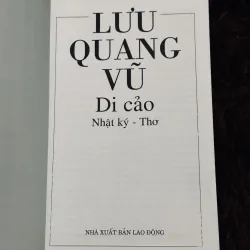 LƯU
QUANG
VŨ
Di cảo
Nhật ký - Thơ
NHÀ XUẤT BẢN LAO ĐỘNG